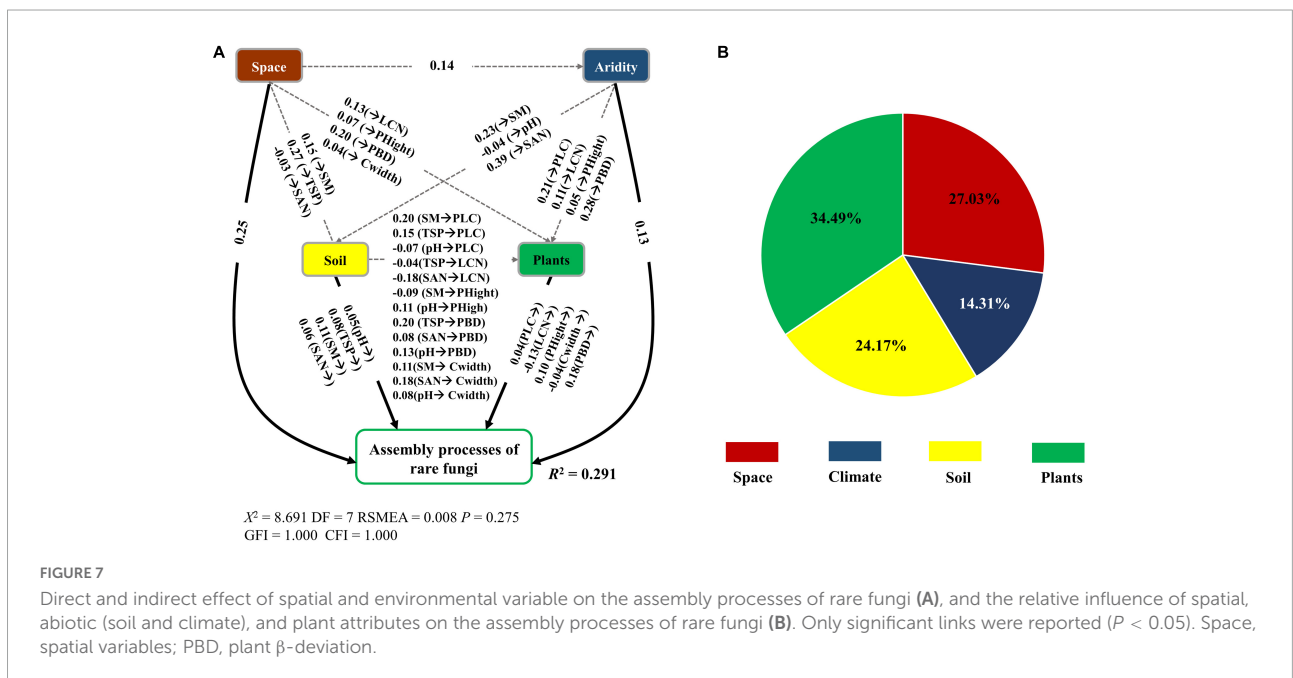 A
Space
0.14
Aridity
0.13(→LCN)
0.07 (→PHight)
0.20 (→PBD)
0.04(→ Cwidth)
0.23(→SM)
-0.04 (→pH)
0.39 (→SAN)
0.15(→SM)
0.27 (→TSP)
-0.03 (→SAN)
0.21(→PLC)
0.11(→LCN)
0.05 (→PHight)
0.28(→PBD)
0.25
0.13
Soil
Plants
0.20 (SM→PLC)
0.15 (TSP→PLC)
-0.07 (pH→PLC)
-0.04(TSP→LCN)
-0.18(SAN→LCN)
-0.09 (SM→PHight)
0.11 (pH→PHigh)
0.20 (TSP→PBD)
0.08 (SAN→PBD)
0.13(pH→PBD)
0.11(SM→ Cwidth)
0.18(SAN→ Cwidth)
0.08(pH→ Cwidth)
0.05(pH→)
0.08(TSP→)
0.11(SM→)
0.06 (SAN→)
0.04(PLC→)
-0.13(LCN→)
0.10 (PHight→)
-0.04(Cwidth →)
0.18(PBD→)
Assembly processes of
rare fungi
R² = 0.291
X² = 8.691 DF = 7 RSMEA = 0.008 P = 0.275
GFI = 1.000 CFI = 1.000
B
27.03%
34.49%
14.31%
24.17%
Space
Climate
Soil
Plants
FIGURE 7
Direct and indirect effect of spatial and environmental variable on the assembly processes of rare fungi (A), and the relative influence of spatial,
abiotic (soil and climate), and plant attributes on the assembly processes of rare fungi (B). Only significant links were reported (P < 0.05). Space,
spatial variables; PBD, plant β-deviation.